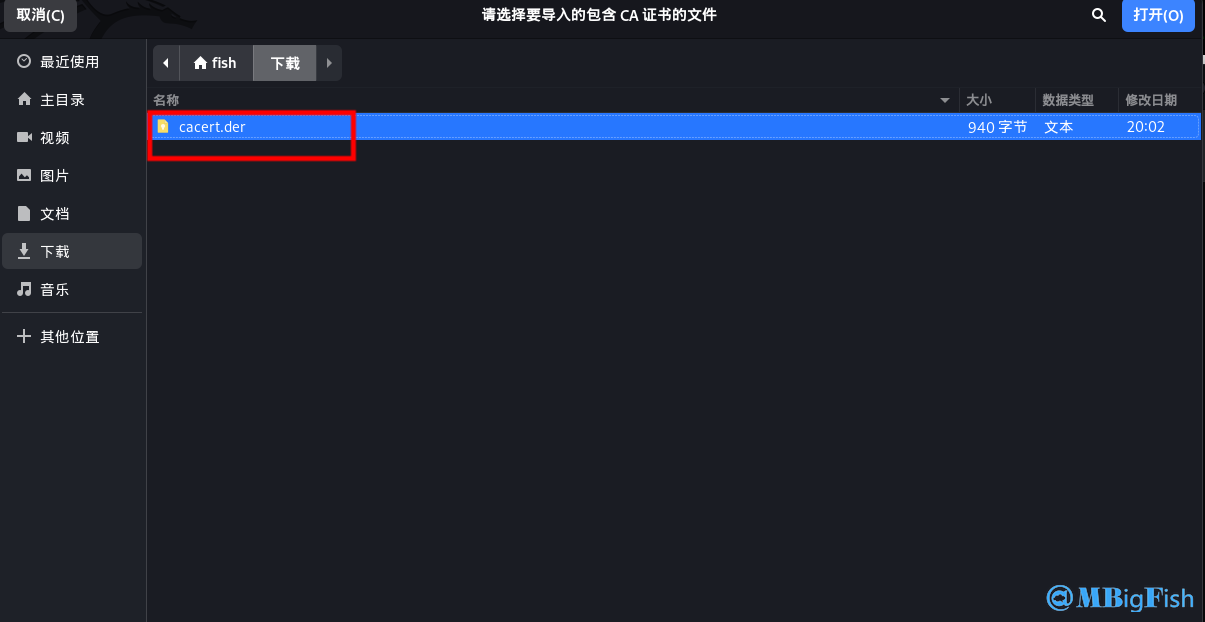 取消(C)
请选择要导入的包含 CA 证书的文件
打开(O)
最近使用
主目录
视频
图片
文档
下载
音乐
其他位置
fish
下载
名称
大小
数据类型
修改日期
cacert.der
940 字节
文本
20:02
@MBigFish